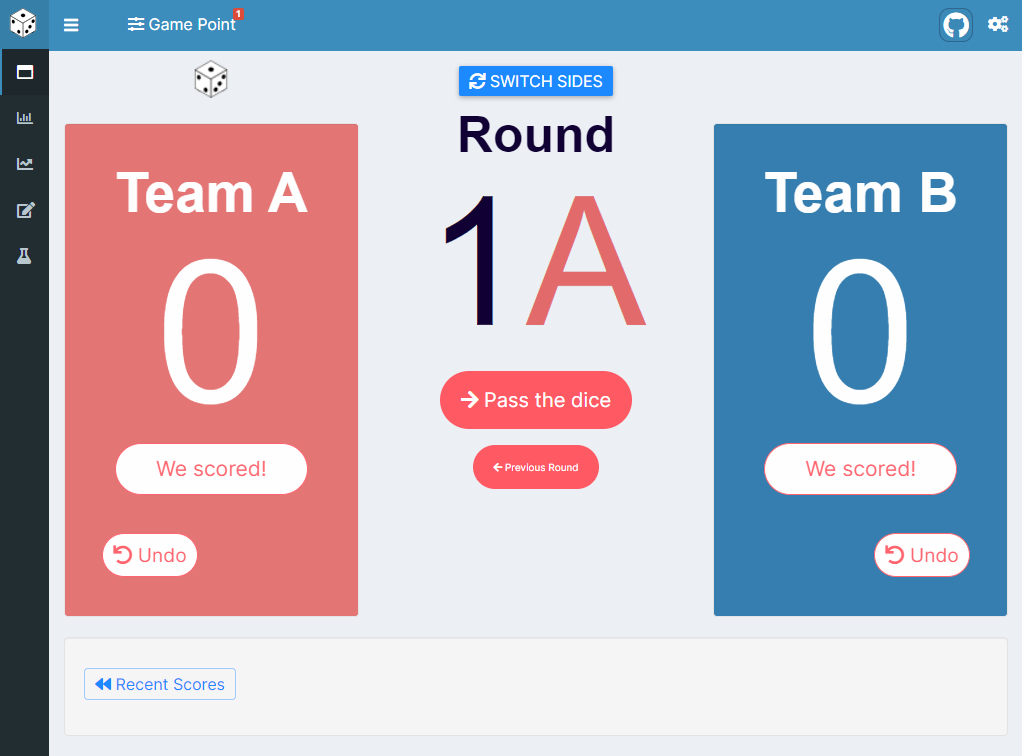 Game Point
1
SWITCH SIDES
Round
1A
Team A
0
We scored!
Undo
Pass the dice
Previous Round
Team B
0
We scored!
Undo
Recent Scores